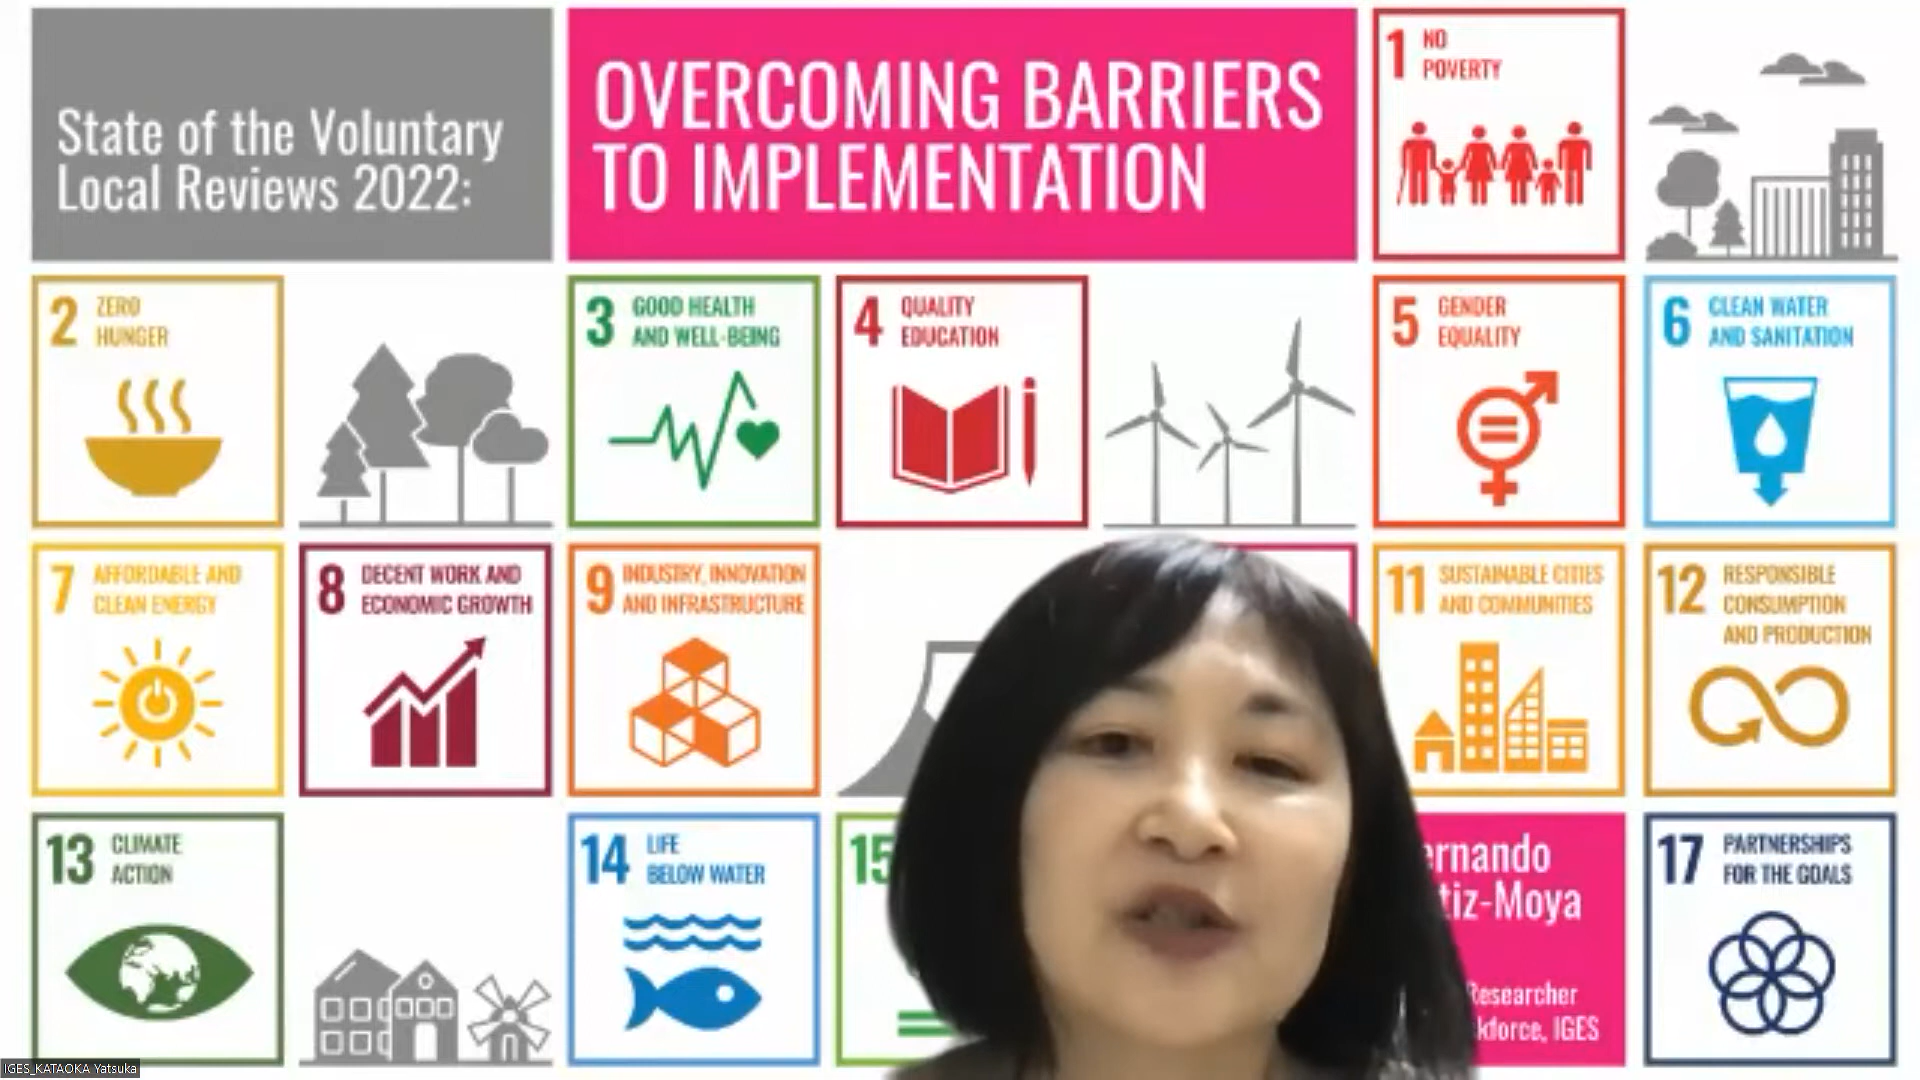 State of the Voluntary
Local Reviews 2022:
OVERCOMING BARRIERS
TO IMPLEMENTATION
1 NO
POVERTY
2 ZERO
HUNGER
3 GOOD HEALTH
AND WELL-BEING
4 QUALITY
EDUCATION
5 GENDER
EQUALITY
6 CLEAN WATER
AND SANITATION
7 AFFORDABLE AND
CLEAN ENERGY
8 DECENT WORK AND
ECONOMIC GROWTH
9 INDUSTRY, INNOVATION
AND INFRASTRUCTURE
11 SUSTAINABLE CITIES
AND COMMUNITIES
12 RESPONSIBLE
CONSUMPTION
AND PRODUCTION
13 CLIMATE
ACTION
14 LIFE
BELOW WATER
15
ernando
tiz-Moya
Researcher
kforce, IGES
17 PARTNERSHIPS
FOR THE GOALS
IGES_KATAOKA Yatsuka